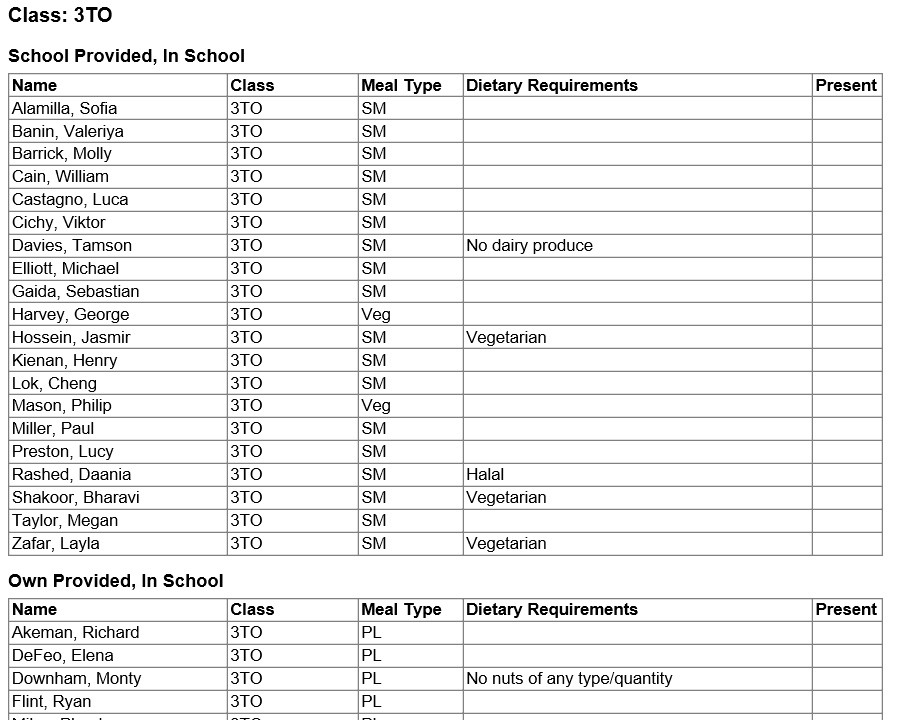 Class: 3TO
School Provided, In School
Name Class Meal Type Dietary Requirements Present
Alamilla, Sofia 3TO SM
Banin, Valeriya 3TO SM
Barrick, Molly 3TO SM
Cain, William 3TO SM
Castagno, Luca 3TO SM
Cichy, Viktor 3TO SM
Davies, Tamson 3TO SM No dairy produce
Elliott, Michael 3TO SM
Gaida, Sebastian 3TO SM
Harvey, George 3TO Veg
Hossein, Jasmir 3TO SM Vegetarian
Kienan, Henry 3TO SM
Lok, Cheng 3TO SM
Mason, Philip 3TO Veg
Miller, Paul 3TO SM
Preston, Lucy 3TO SM
Rashed, Daania 3TO SM Halal
Shakoor, Bharavi 3TO SM Vegetarian
Taylor, Megan 3TO SM
Zafar, Layla 3TO SM Vegetarian
Own Provided, In School
Name Class Meal Type Dietary Requirements Present
Akeman, Richard 3TO PL
DeFeo, Elena 3TO PL
Downham, Monty 3TO PL No nuts of any type/quantity
Flint, Ryan 3TO PL
3TO PL